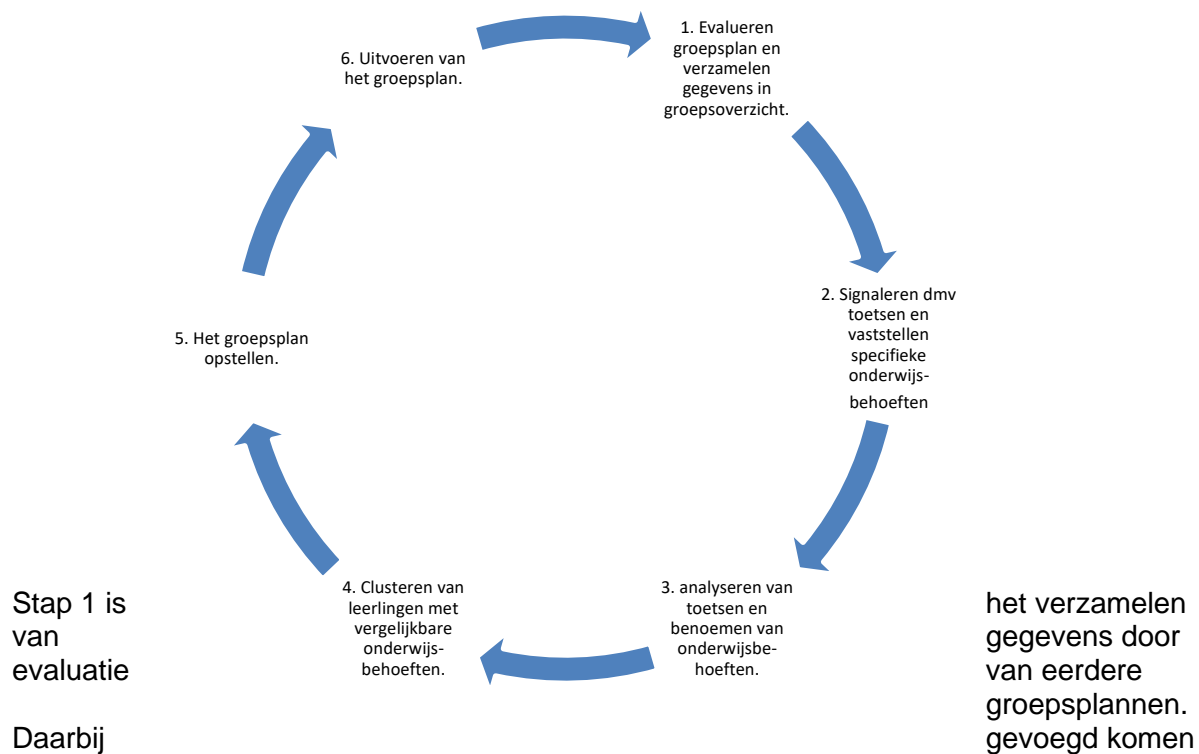 1. Evalueren
groepsplan en
verzamelen
gegevens in
groepsoverzicht.
2. Signaleren dmv
toetsen en
vaststellen
specifieke
onderwijs-
behoeften
3. analyseren van
toetsen en
benoemen van
onderwijsbe-
hoeften.
4. Clusteren van
leerlingen met
vergelijkbare
onderwijs-
behoeften.
5. Het groepsplan
opstellen.
6. Uitvoeren van
het groepsplan.
Stap 1 is het verzamelen
van gegevens door
evaluatie van eerdere
groepsplannen.
Daarbij gevoegd komen